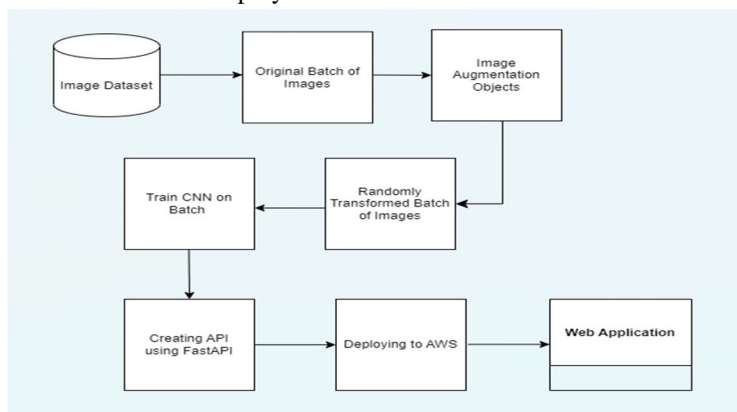 Image Dataset
Original Batch of
Images
Image
Augmentation
Objects
Train CNN on
Batch
Randomly
Transformed Batch
of Images
Creating API
using FastAPI
Deploying to AWS
Web Application